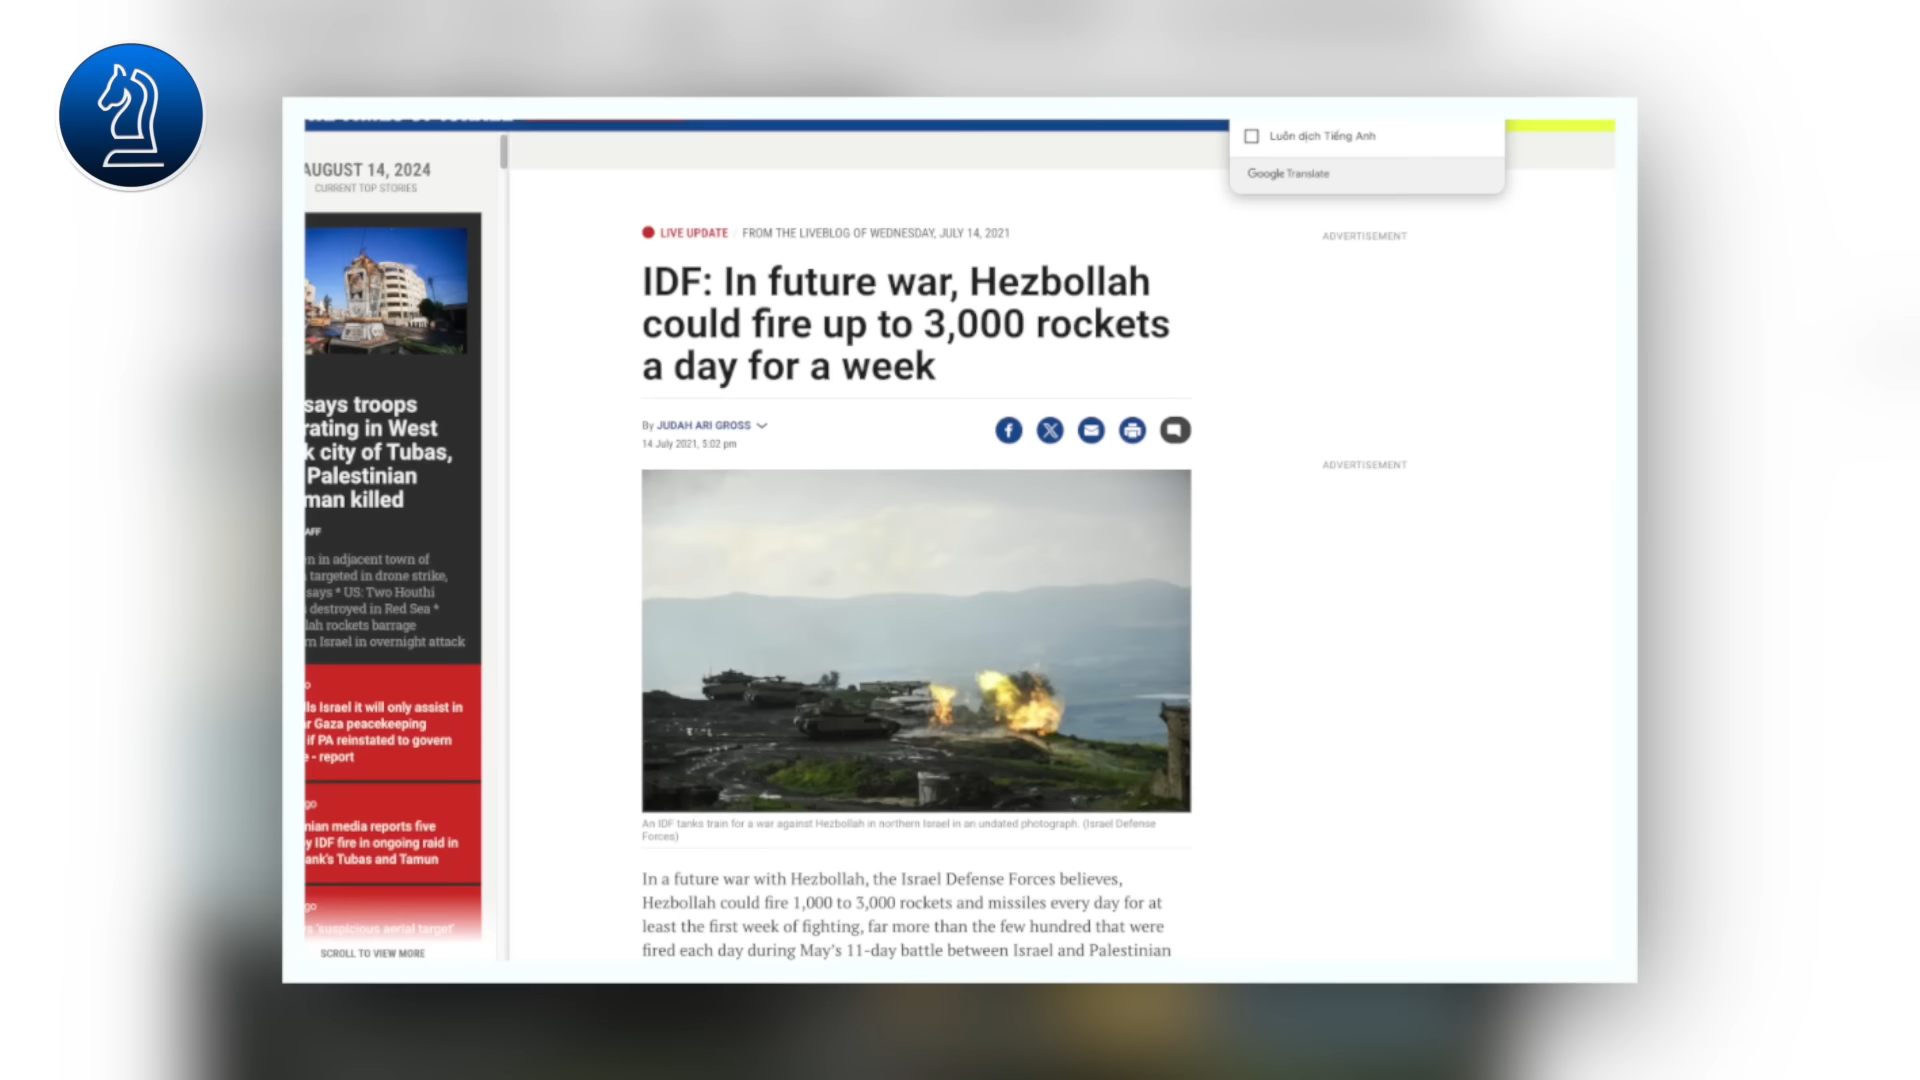 AUGUST 14, 2024
CURRENT TOP STORIES
says troops
rating in West
k city of Tubas,
Palestinian
man killed
AFF
n in adjacent town of
targeted in drone strike,
says * US: Two Houthi
destroyed in Red Sea *
lah rockets barrage
n Israel in overnight attack
o
ls Israel it will only assist in
r Gaza peacekeeping
if PA reinstated to govern
e - report
go
nian media reports five
y IDF fire in ongoing raid in
ank's Tubas and Tamun
go
's 'suspicious aerial target'
SCROLL TO VIEW MORE
Luôn dịch Tiếng Anh
Google Translate
LIVE UPDATE / FROM THE LIVEBLOG OF WEDNESDAY, JULY 14, 2021
IDF: In future war, Hezbollah
could fire up to 3,000 rockets
a day for a week
By JUDAH ARI GROSS
14 July 2021, 5:02 pm
An IDF tanks train for a war against Hezbollah in northern Israel in an undated photograph. (Israel Defense
Forces)
In a future war with Hezbollah, the Israel Defense Forces believes,
Hezbollah could fire 1,000 to 3,000 rockets and missiles every day for at
least the first week of fighting, far more than the few hundred that were
fired each day during May's 11-day battle between Israel and Palestinian
ADVERTISEMENT
ADVERTISEMENT